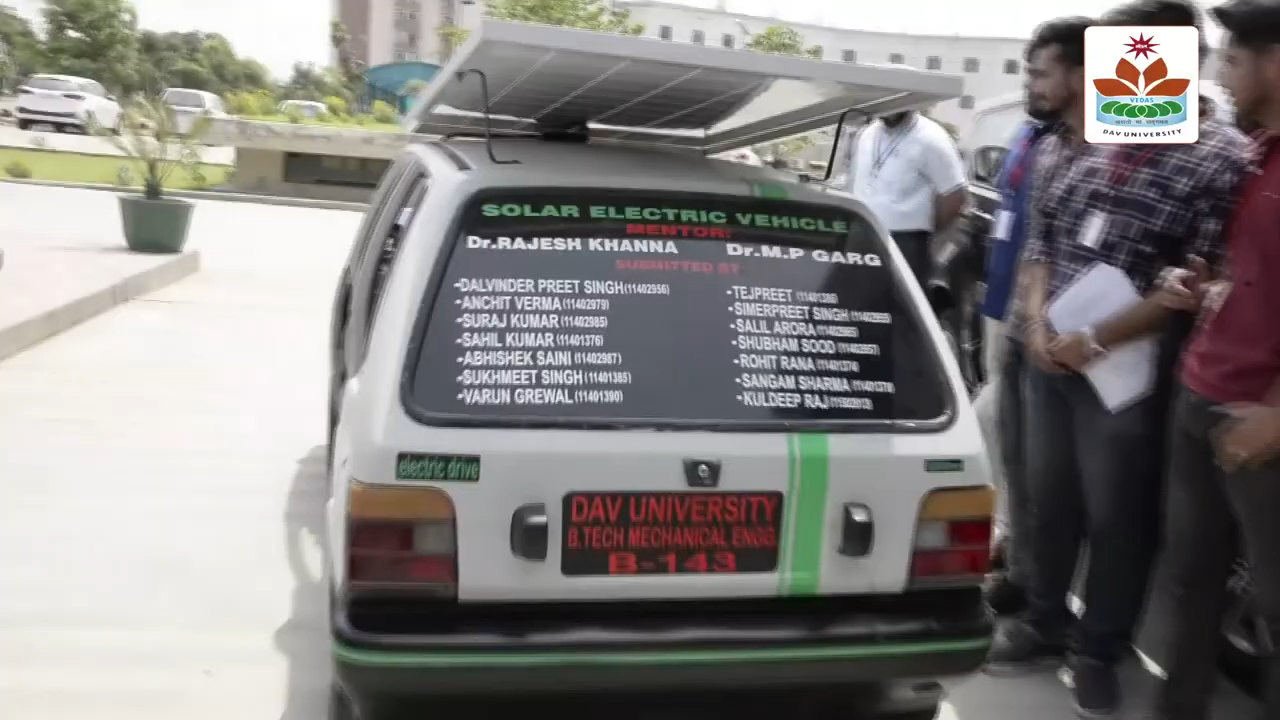 SOLAR ELECTRIC VEHICLE
MENTOR:
Dr.RAJESH KHANNA Dr.M.P GARG
SUBMITTED BY:
•DALVINDER PREET SINGH(11402956)
•ANCHIT VERMA(11402979)
•SURAJ KUMAR(11402985)
•SAHIL KUMAR(11401376)
•ABHISHEK SAINI(11402987)
•SUKHMEET SINGH(11401385)
•VARUN GREWAL(11401390)
•TEJPREET
•SIMERPREET SINGH
•SALIL ARORA
•SHUBHAM SOOD
•ROHIT RANA
•SANGAM SHARMA
•KULDEEP RAJ
electric drive
DAV UNIVERSITY
B.TECH MECHANICAL ENGG.
B-143
VEDAS
DAV UNIVERSITY